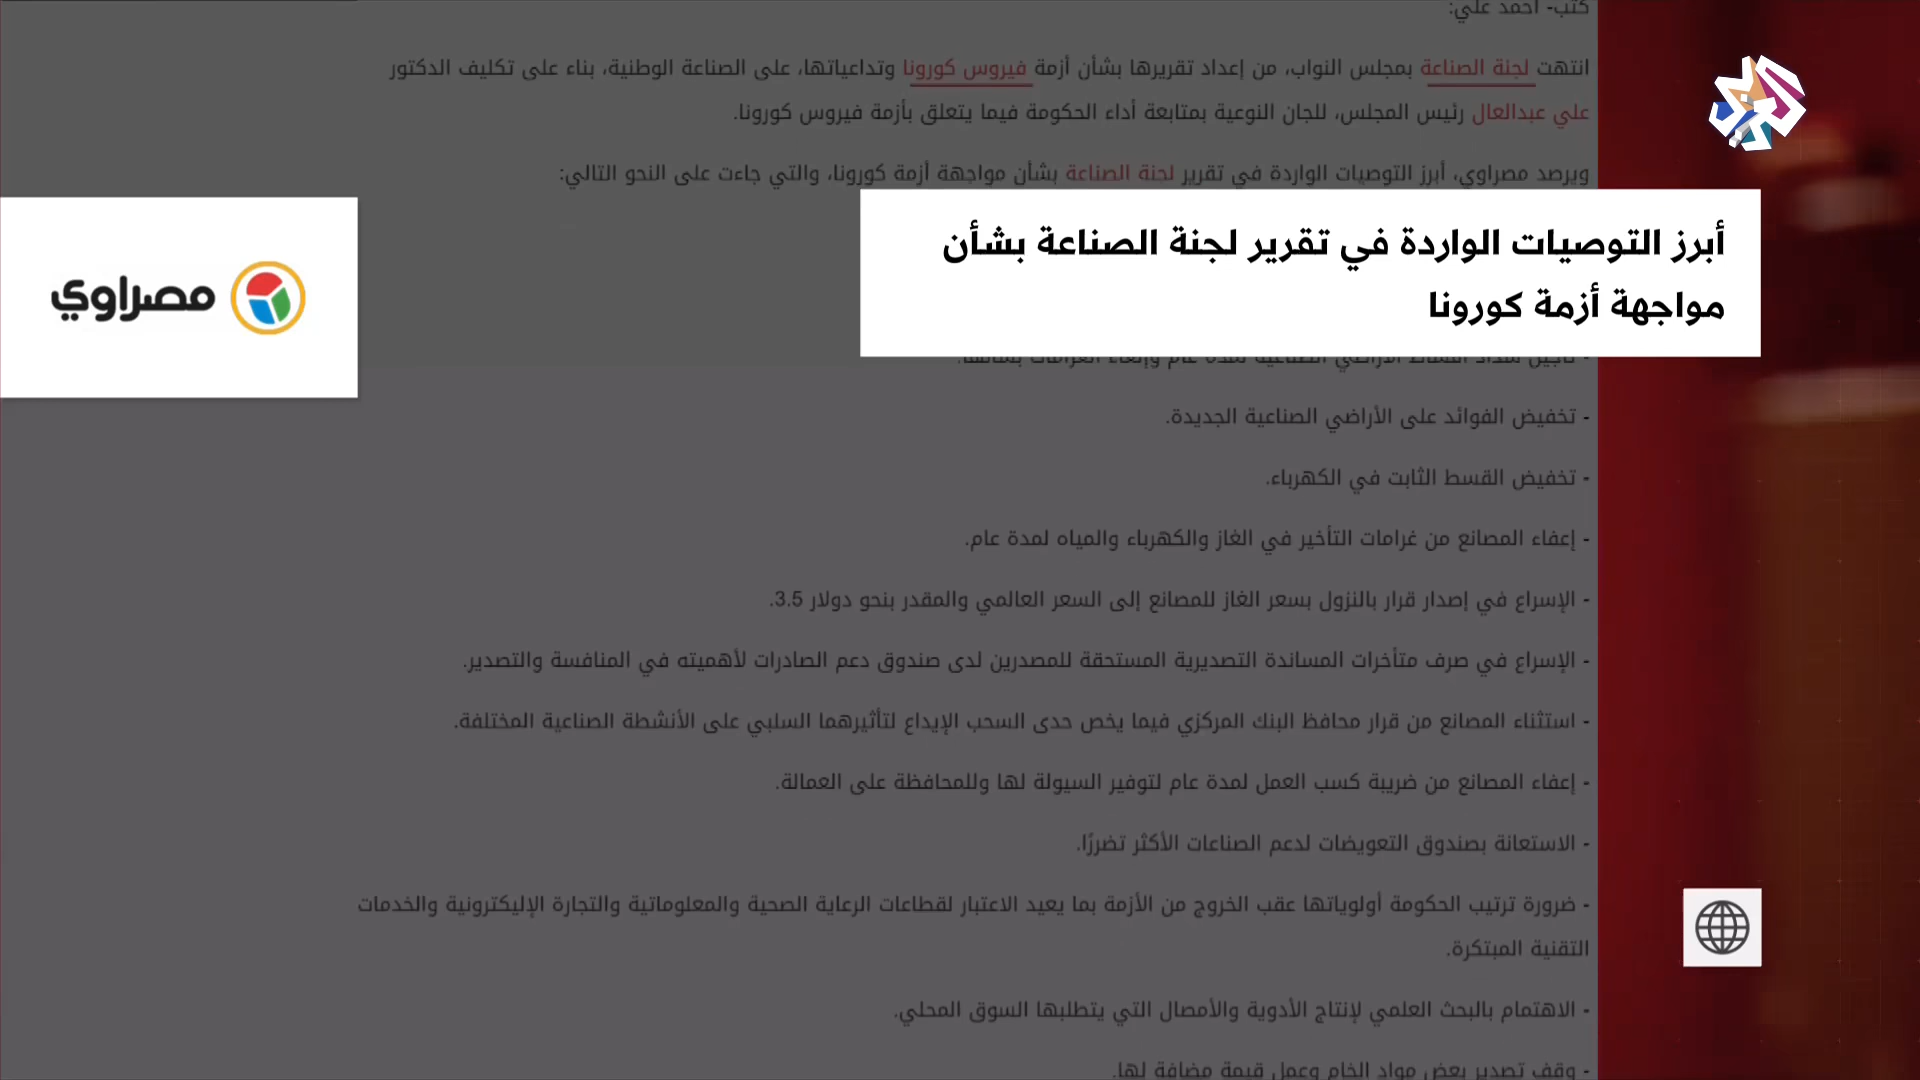 كتب- أحمد علي:
انتهت لجنة الصناعة بمجلس النواب، من إعداد تقريرها بشأن أزمة فيروس كورونا وتداعياتها، على الصناعة الوطنية، بناء على تكليف الدكتور
علي عبدالعال رئيس المجلس، للجان النوعية بمتابعة أداء الحكومة فيما يتعلق بأزمة فيروس كورونا.
ويرصد مصراوي، أبرز التوصيات الواردة في تقرير لجنة الصناعة بشأن مواجهة أزمة كورونا، والتي جاءت على النحو التالي:
أبرز التوصيات الواردة في تقرير لجنة الصناعة بشأن
مواجهة أزمة كورونا
مصراوي
- تأجيل سداد أقساط الأراضي الصناعية لمدة عام وإلغاء الغرامات
- تخفيض الفوائد على الأراضي الصناعية الجديدة.
- تخفيض القسط الثابت في الكهرباء.
- إعفاء المصانع من غرامات التأخير في الغاز والكهرباء والمياه لمدة عام.
- الإسراع في إصدار قرار بالنزول بسعر الغاز للمصانع إلى السعر العالمي والمقدر بنحو دولار 3.5.
- الإسراع في صرف متأخرات المساندة التصديرية المستحقة للمصدرين لدى صندوق دعم الصادرات لأهميته في المنافسة والتصدير.
- استثناء المصانع من قرار محافظ البنك المركزي فيما يخص حدى السحب الإيداع لتأثيرهما السلبي على الأنشطة الصناعية المختلفة.
- إعفاء المصانع من ضريبة كسب العمل لمدة عام لتوفير السيولة لها وللمحافظة على العمالة.
- الاستعانة بصندوق التعويضات لدعم الصناعات الأكثر تضررًا.
- ضرورة ترتيب الحكومة أولوياتها عقب الخروج من الأزمة بما يعيد الاعتبار لقطاعات الرعاية الصحية والمعلوماتية والتجارة الإليكترونية والخدمات
التقنية المبتكرة.
- الاهتمام بالبحث العلمي لإنتاج الأدوية والأمصال التي يتطلبها السوق المحلي.
- وقف تصدير بعض مواد الخام وعمل قيمة مضافة لها.